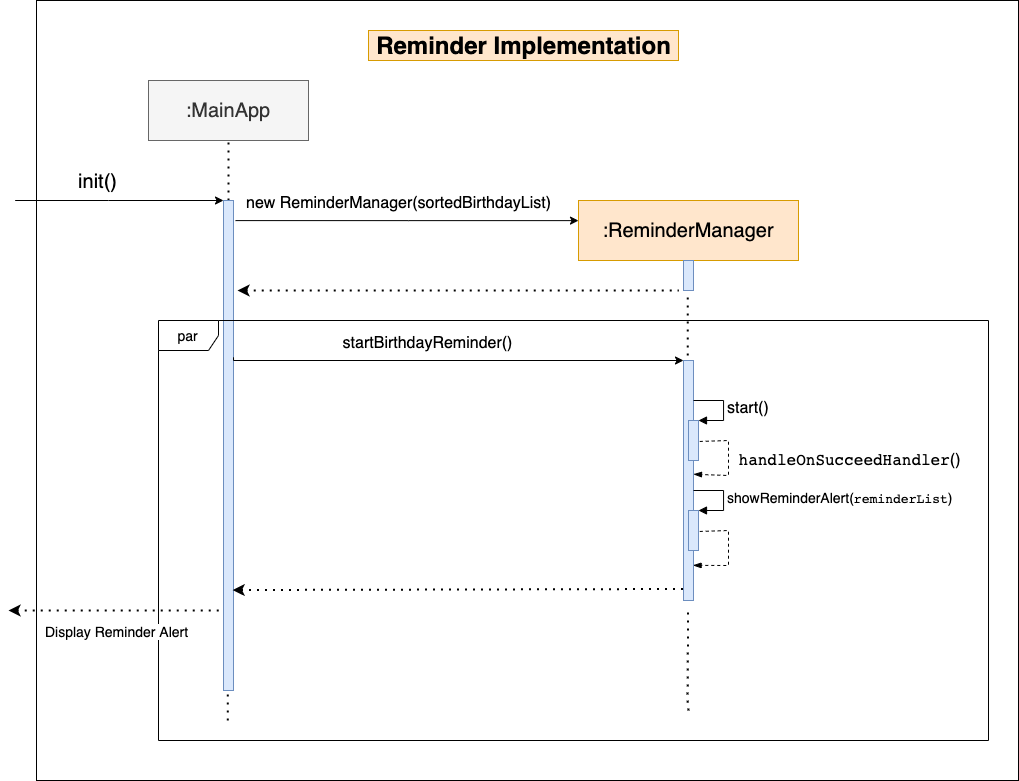 Reminder Implementation
:MainApp
init()
new ReminderManager(sortedBirthdayList)
:ReminderManager
par
startBirthdayReminder()
start()
handleOnSucceedHandler()
showReminderAlert(reminderList)
Display Reminder Alert